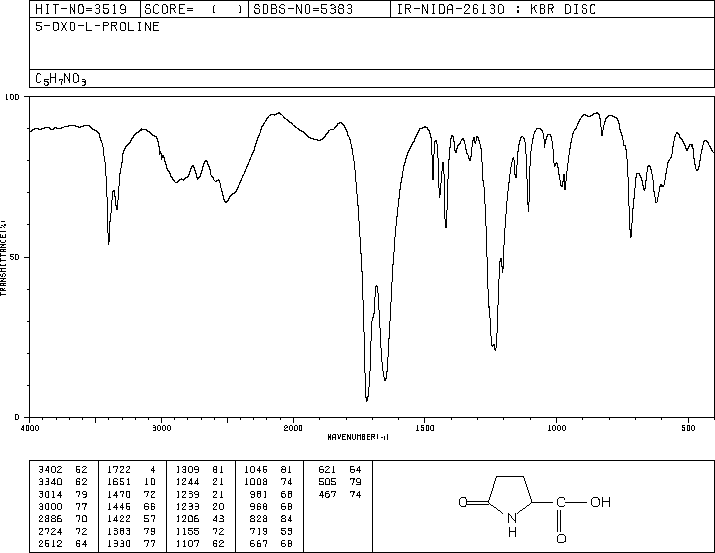 HIT-NO=3519 SCORE= ( ) SDBS-NO=5383 IR-NIDA-26130 : KBR DISC
5-OXO-L-PROLINE
C5H7NO3
100
TRANSMITTANCE(%)
50
0
4000 3000 2000 1500 1000 500
WAVENUMBER(-1)
3402 52 1722 4 1309 81 1045 81 621 64
3340 62 1651 10 1244 21 1008 74 505 79
3014 79 1470 72 1239 21 981 68 467 74
3000 77 1446 66 1233 20 968 68
2886 70 1422 57 1206 43 828 84
2724 72 1383 79 1155 72 719 53
2512 64 1330 77 1107 62 667 68
O C OH
N
H O